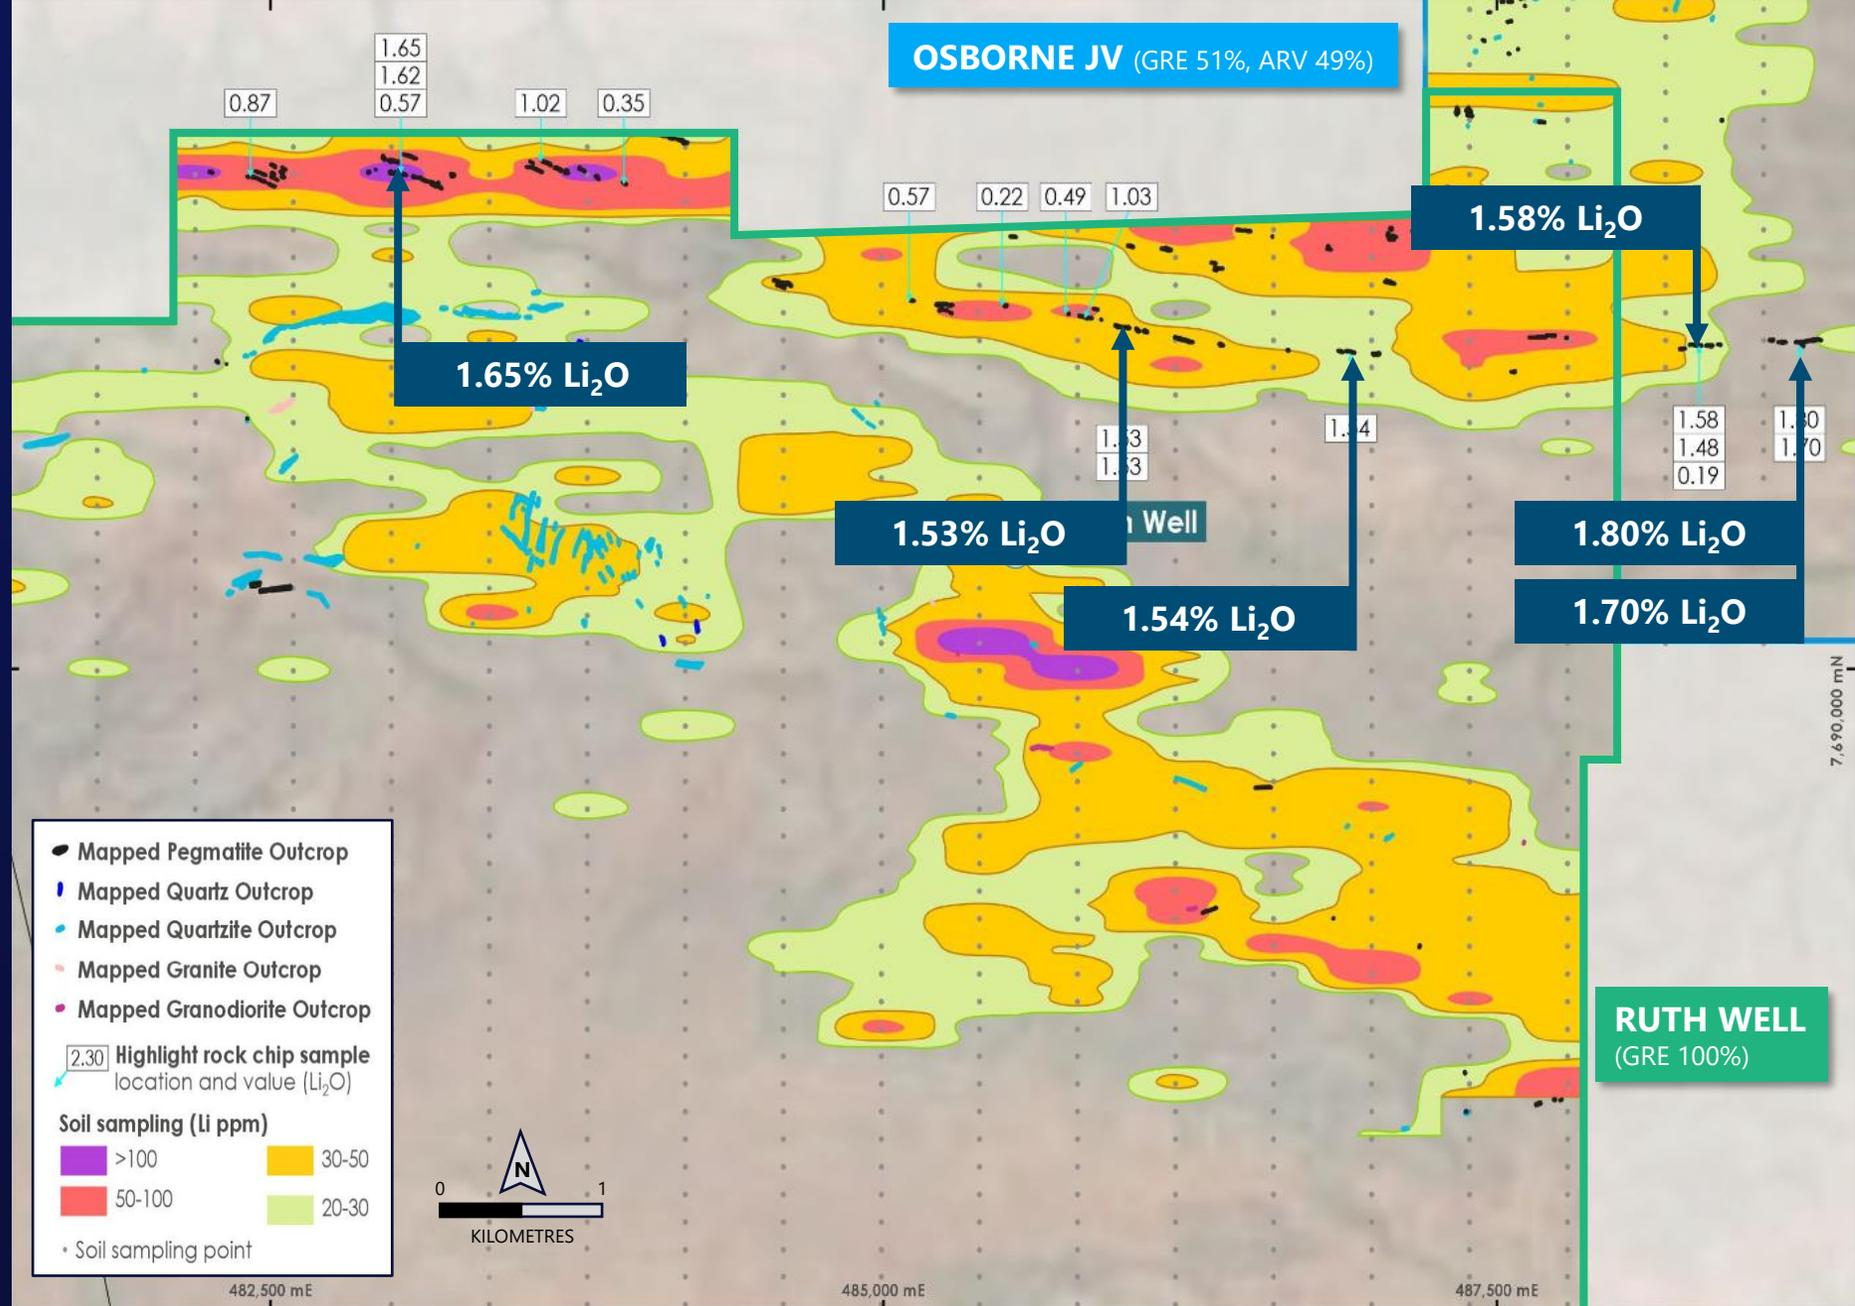 OSBORNE JV (GRE 51%, ARV 49%)
1.65
1.62
0.87
0.57
1.02
0.35
0.57
0.22
0.49
1.03
1.58% Li₂O
1.65% Li₂O
1.58
1.48
0.19
1.53% Li₂O
Well
1.80% Li₂O
1.54% Li₂O
1.70% Li₂O
7,690,000 mN
Mapped Pegmatite Outcrop
Mapped Quartz Outcrop
Mapped Quartzite Outcrop
Mapped Granite Outcrop
Mapped Granodiorite Outcrop
2.30 Highlight rock chip sample
location and value (Li₂O)
Soil sampling (Li ppm)
>100
30-50
50-100
20-30
Soil sampling point
N
0 1
KILOMETRES
RUTH WELL
(GRE 100%)
482,500 mE
485,000 mE
487,500 mE